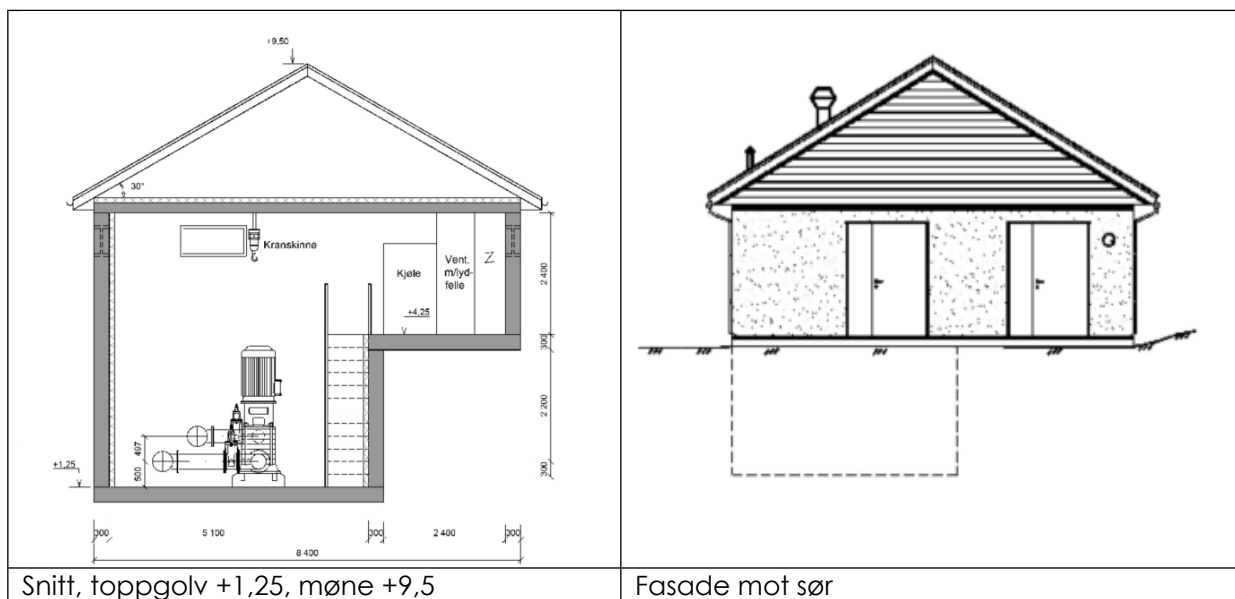 +9,50
30°
Kranskinne
Kjøle
Vent.
m/lyd-
felle
Z
+4,25
2 400
300
2 200
300
497
500
+1,25
300
5 100
300
2 400
300
8 400
Snitt, toppgolv +1,25, møne +9,5
Fasade mot sør